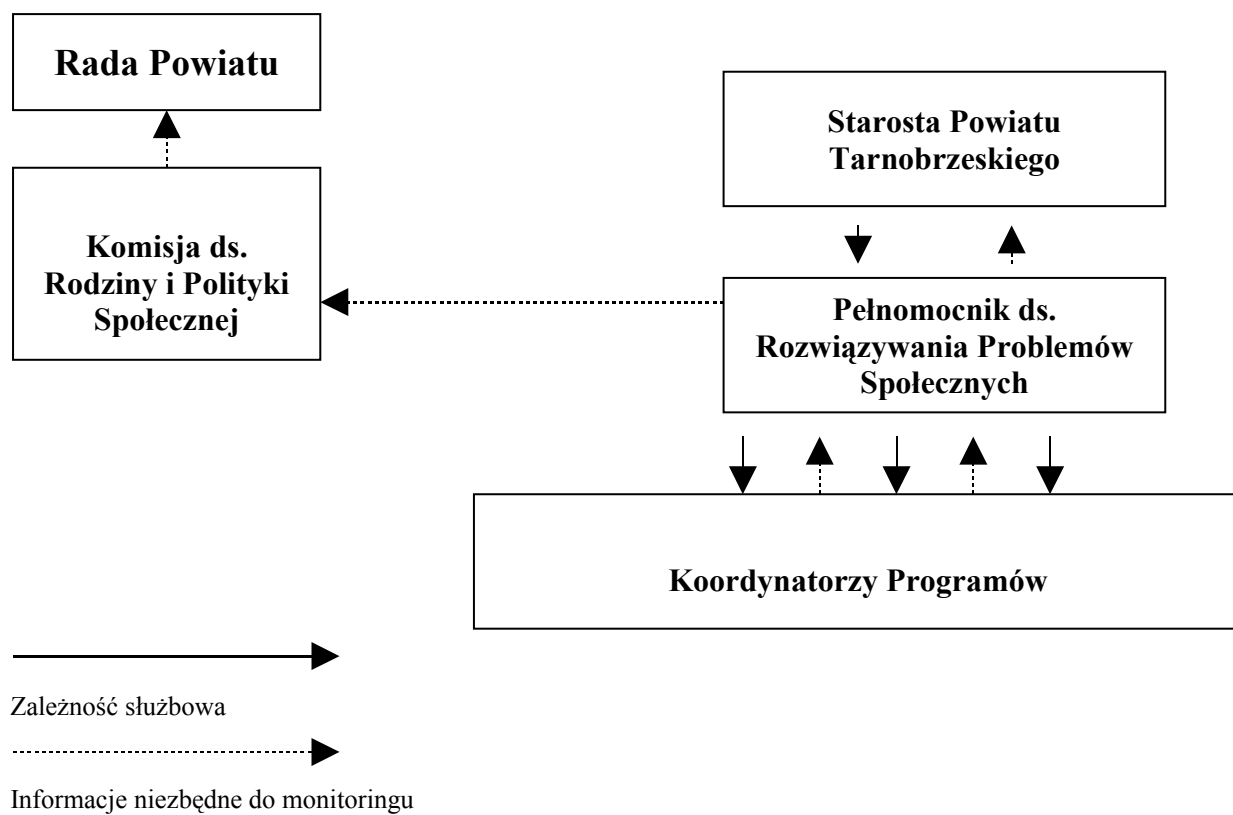 Rada Powiatu
Starosta Powiatu
Tarnobrzeskiego
Komisja ds.
Rodziny i Polityki
Społecznej
Pełnomocnik ds.
Rozwiązywania Problemów
Społecznych
Koordynatorzy Programów
Zależność służbowa
Informacje niezbędne do monitoringu